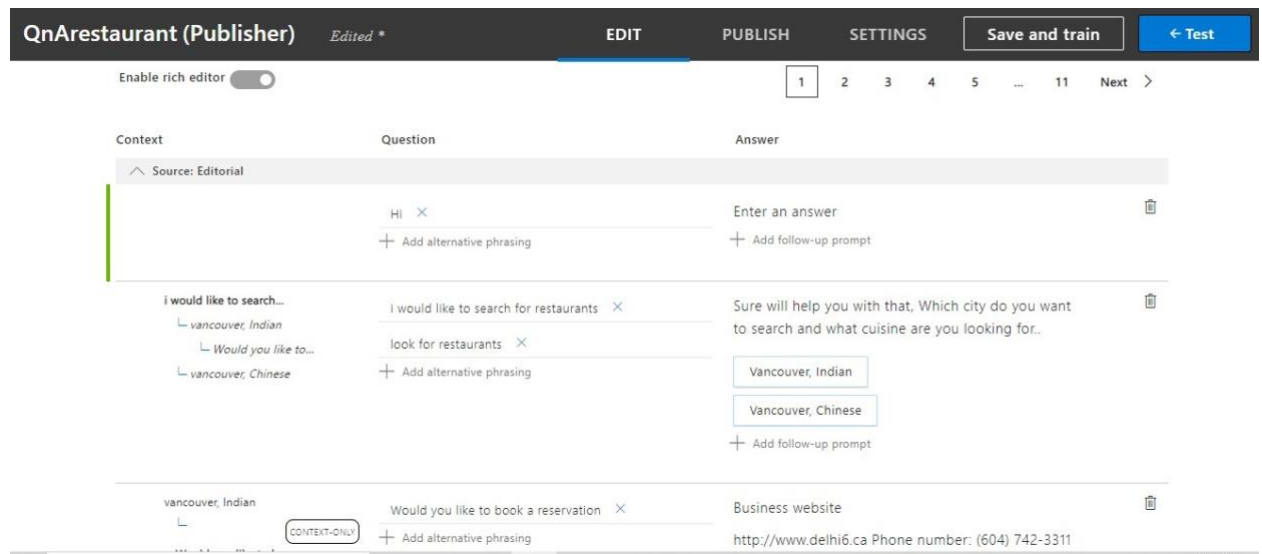 QnArestaurant (Publisher) Edited * EDIT PUBLISH SETTINGS Save and train ← Test
Enable rich editor 1 2 3 4 5 ... 11 Next >
Context Question Answer
Source: Editorial
Hi ×
+ Add alternative phrasing
Enter an answer
+ Add follow-up prompt
i would like to search...
vancouver, Indian
Would you like to...
vancouver, Chinese
i would like to search for restaurants ×
look for restaurants ×
+ Add alternative phrasing
Sure will help you with that, Which city do you want
to search and what cuisine are you looking for..
Vancouver, Indian
Vancouver, Chinese
+ Add follow-up prompt
vancouver, Indian
CONTEXT-ONLY
Would you like to book a reservation ×
+ Add alternative phrasing
Business website
http://www.delhi6.ca Phone number: (604) 742-3311